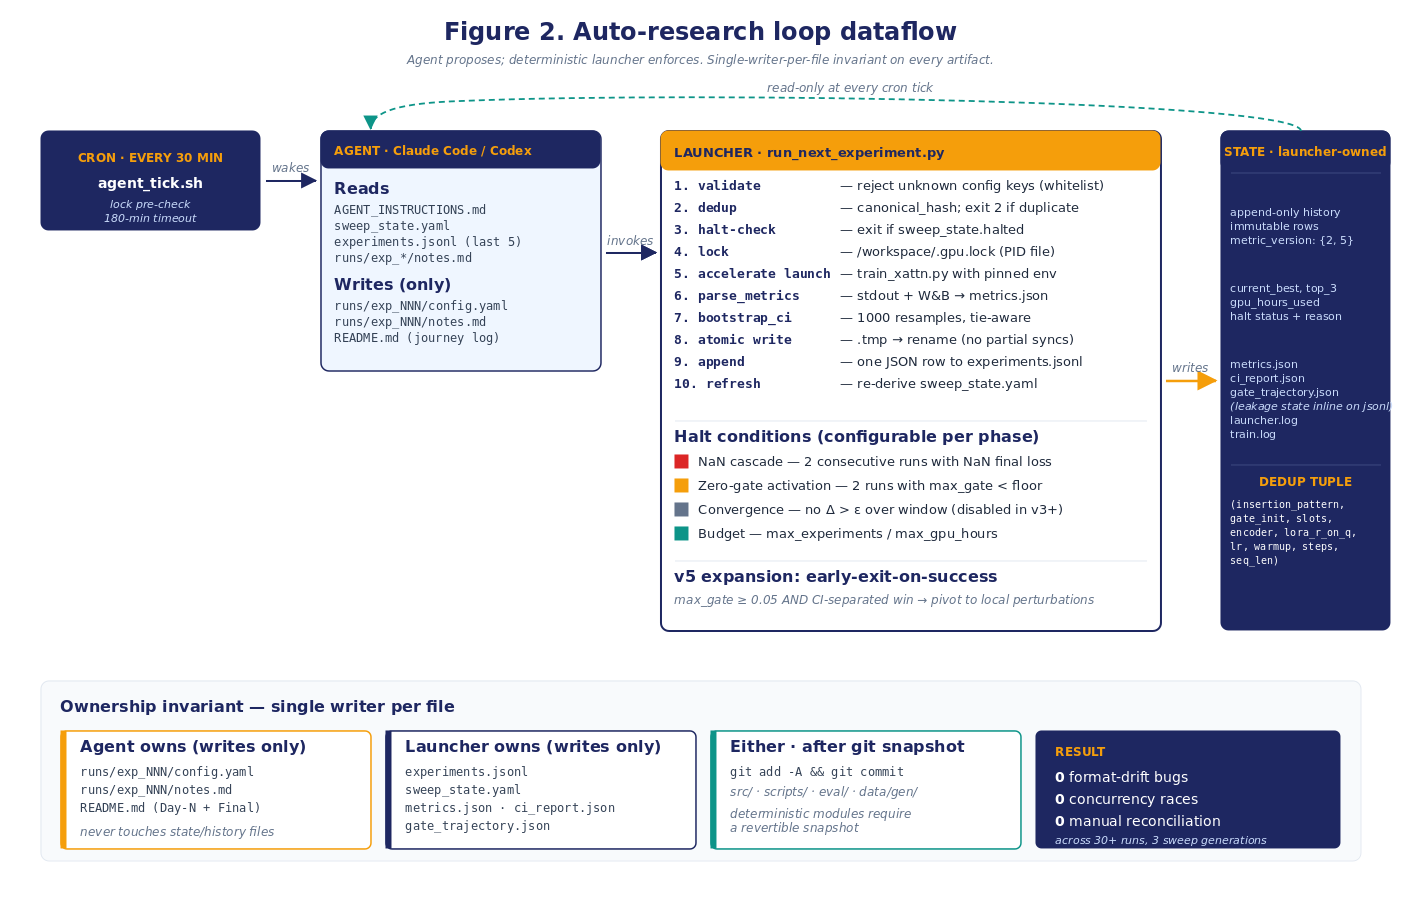 Figure 2. Auto-research loop dataflow
Agent proposes; deterministic launcher enforces. Single-writer-per-file invariant on every artifact.
read-only at every cron tick
CRON · EVERY 30 MIN
agent_tick.sh
lock pre-check
180-min timeout
wakes
AGENT · Claude Code / Codex
Reads
AGENT_INSTRUCTIONS.md
sweep_state.yaml
experiments.jsonl (last 5)
runs/exp_*/notes.md
Writes (only)
runs/exp_NNN/config.yaml
runs/exp_NNN/notes.md
README.md (journey log)
invokes
LAUNCHER · run_next_experiment.py
1. validate — reject unknown config keys (whitelist)
2. dedup — canonical_hash; exit 2 if duplicate
3. halt-check — exit if sweep_state.halted
4. lock — /workspace/.gpu.lock (PID file)
5. accelerate launch — train_xattn.py with pinned env
6. parse_metrics — stdout + W&B → metrics.json
7. bootstrap_ci — 1000 resamples, tie-aware
8. atomic write — .tmp → rename (no partial syncs)
9. append — one JSON row to experiments.jsonl
10. refresh — re-derive sweep_state.yaml
Halt conditions (configurable per phase)
NaN cascade — 2 consecutive runs with NaN final loss
Zero-gate activation — 2 runs with max_gate < floor
Convergence — no Δ > ε over window (disabled in v3+)
Budget — max_experiments / max_gpu_hours
v5 expansion: early-exit-on-success
max_gate ≥ 0.05 AND CI-separated win → pivot to local perturbations
writes
STATE · launcher-owned
append-only history
immutable rows
metric_version: {2, 5}
current_best, top_3
gpu_hours_used
halt status + reason
metrics.json
ci_report.json
gate_trajectory.json
(leakage state inline on jsonl)
launcher.log
train.log
DEDUP TUPLE
(insertion_pattern,
gate_init, slots,
encoder, lora_r_on_q,
lr, warmup, steps,
seq_len)
Ownership invariant — single writer per file
Agent owns (writes only)
runs/exp_NNN/config.yaml
runs/exp_NNN/notes.md
README.md (Day-N + Final)
never touches state/history files
Launcher owns (writes only)
experiments.jsonl
sweep_state.yaml
metrics.json · ci_report.json
gate_trajectory.json
Either · after git snapshot
git add -A && git commit
src/ · scripts/ · eval/ · data/gen/
deterministic modules require
a revertible snapshot
RESULT
0 format-drift bugs
0 concurrency races
0 manual reconciliation
across 30+ runs, 3 sweep generations